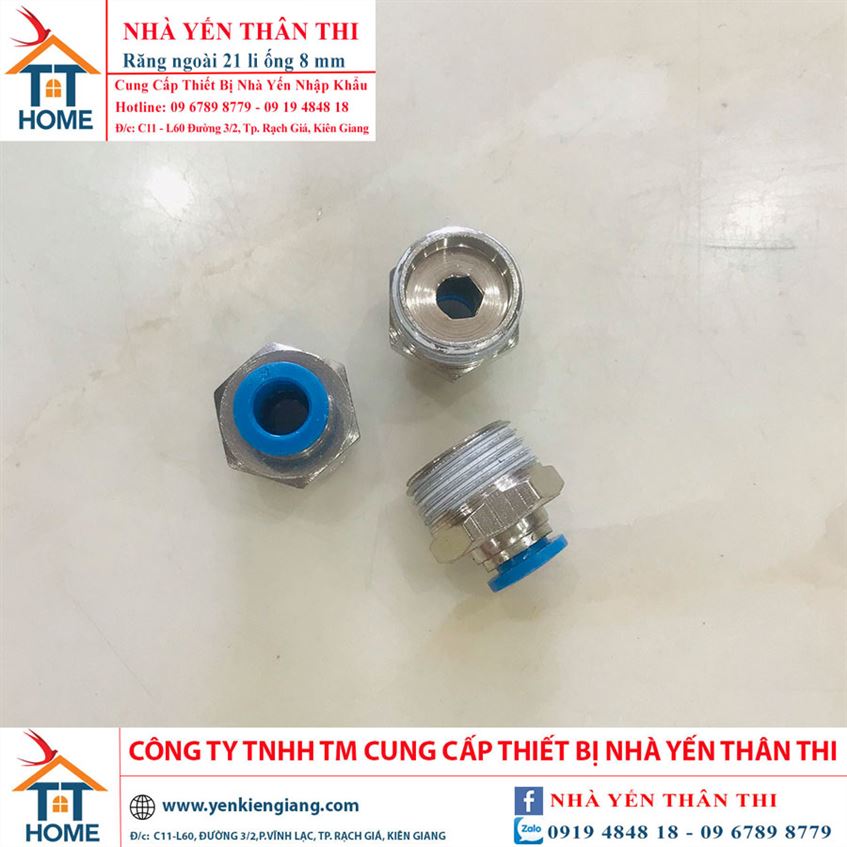 NHÀ YẾN THÂN THI
Răng ngoài 21 li ống 8 mm
Cung Cấp Thiết Bị Nhà Yến Nhập Khẩu
Hotline: 09 6789 8779 - 09 19 4848 18
Đ/c: C11 - L60 Đường 3/2, Tp. Rạch Giá, Kiên Giang
TT
HOME
CÔNG TY TNHH TM CUNG CẤP THIẾT BỊ NHÀ YẾN THÂN THI
www.yenkiengiang.com
Đ/c: C11-L60, ĐƯỜNG 3/2,P.VĨNH LẠC, TP. RẠCH GIÁ, KIÊN GIANG
f NHÀ YẾN THÂN THI
Zalo 0919 4848 18 - 09 6789 8779
TT
HOME